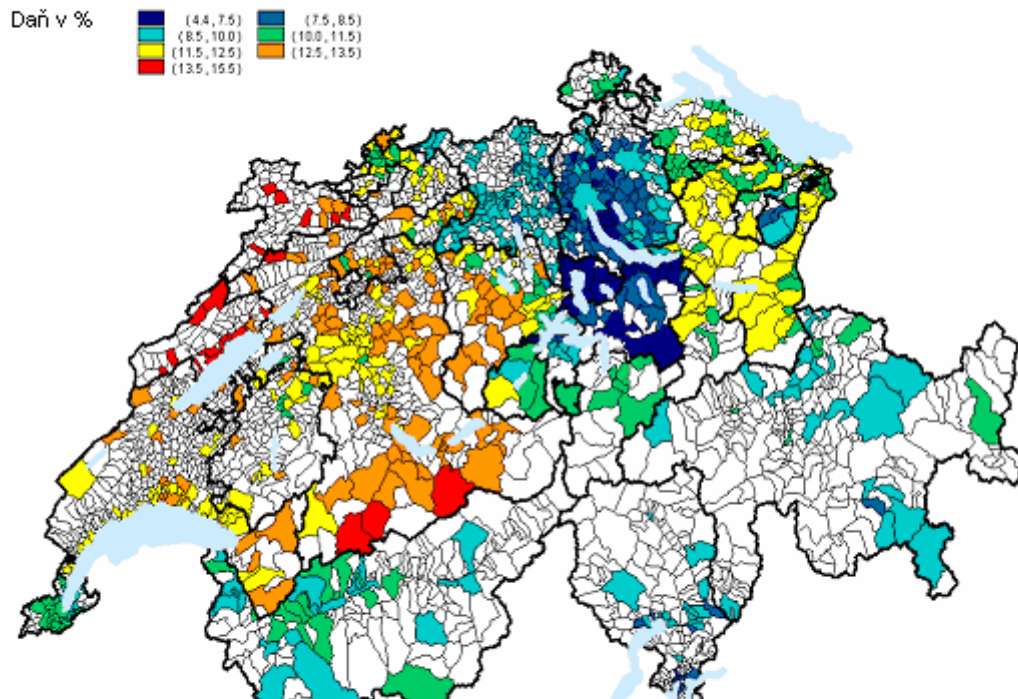 Daň v %
(4.4, 7.5) (7.5, 8.5)
(8.5, 10.0) (10.0, 11.5)
(11.5, 12.5) (12.5, 13.5)
(13.5, 15.5)